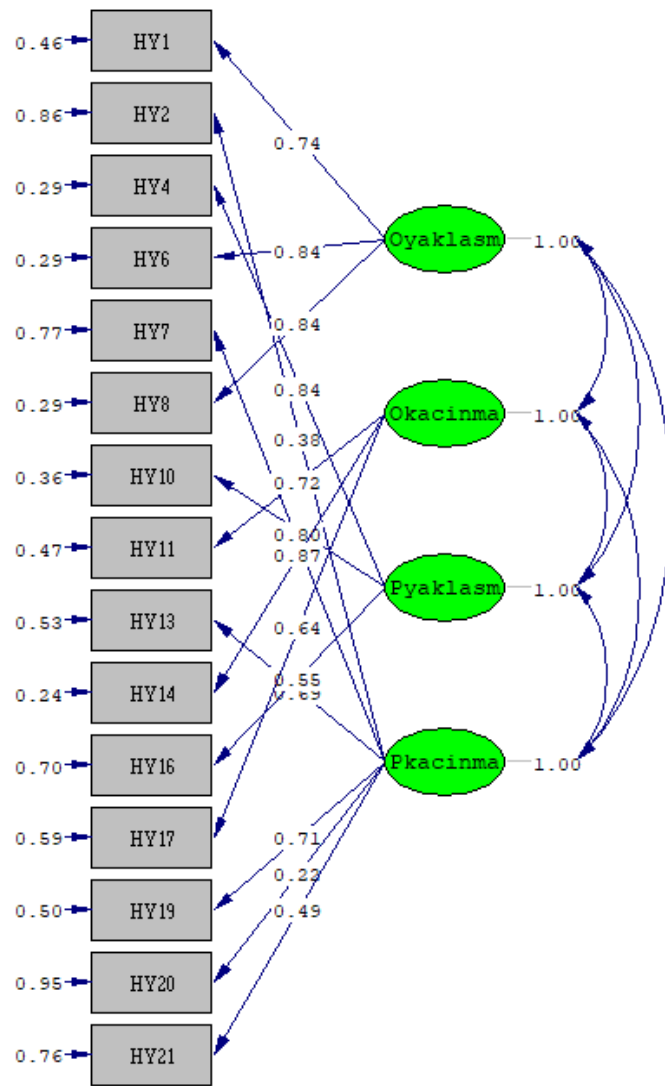 0.46 HY1
0.86 HY2
0.74
0.29 HY4
Oyaklasm 1.00
0.29 HY6 0.84
0.77 HY7 0.84
0.29 HY8 0.84
Okacinma 1.00
0.38
0.36 HY10 0.72
0.47 HY11 0.80
0.87
Pyaklasm 1.00
0.53 HY13 0.64
0.24 HY14 0.55
0.69
0.70 HY16 Pkacinma 1.00
0.59 HY17 0.71
0.22
0.50 HY19 0.49
0.95 HY20
0.76 HY21